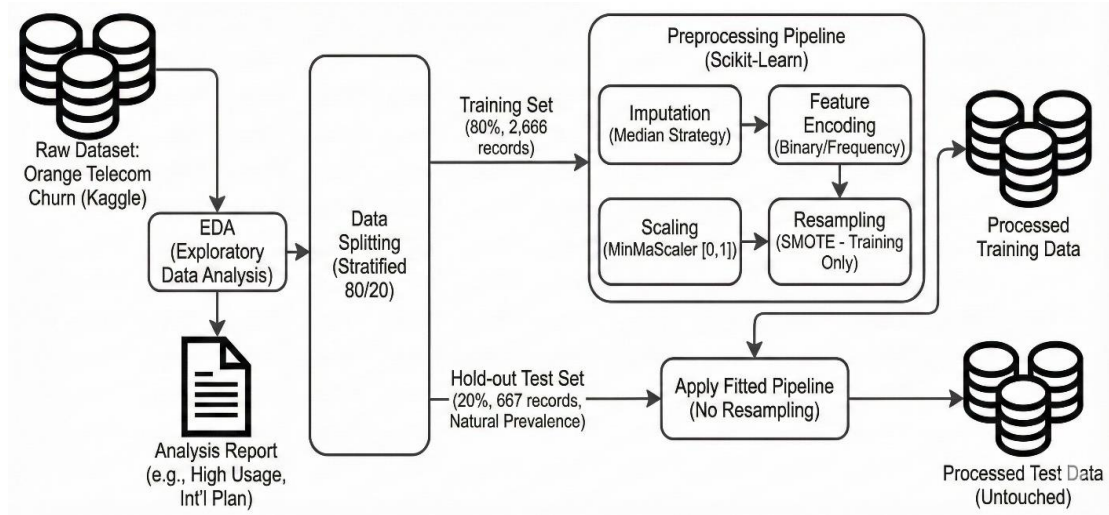 Raw Dataset:
Orange Telecom
Churn (Kaggle)
EDA
(Exploratory
Data Analysis)
Analysis Report
(e.g., High Usage,
Int'l Plan)
Data
Splitting
(Stratified
80/20)
Training Set
(80%, 2,666
records)
Hold-out Test Set
(20%, 667 records,
Natural Prevalence)
Preprocessing Pipeline
(Scikit-Learn)
Imputation
(Median Strategy)
Feature
Encoding
(Binary/Frequency)
Scaling
(MinMaScaler [0,1])
Resampling
(SMOTE - Training
Only)
Apply Fitted Pipeline
(No Resampling)
Processed
Training Data
Processed Test Data
(Untouched)